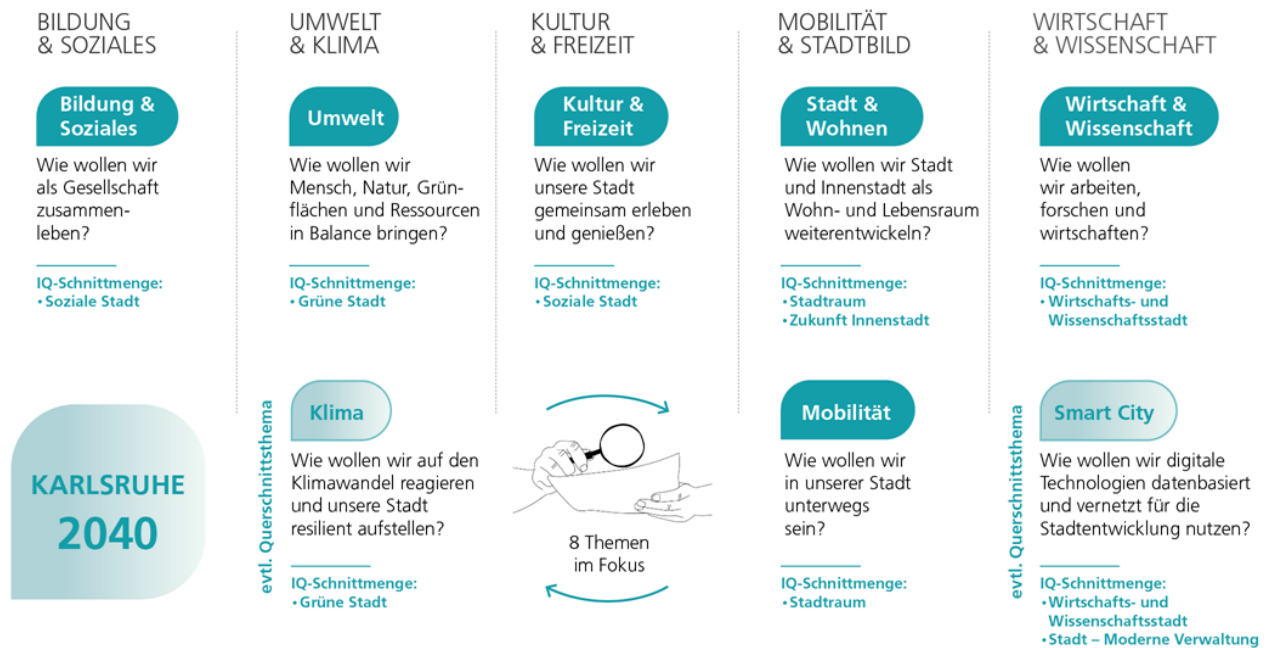 BILDUNG
& SOZIALES
Bildung &
Soziales
Wie wollen wir
als Gesellschaft
zusammen-
leben?
IQ-Schnittmenge:
• Soziale Stadt
UMWELT
& KLIMA
Umwelt
Wie wollen wir
Mensch, Natur, Grün-
flächen und Ressourcen
in Balance bringen?
IQ-Schnittmenge:
• Grüne Stadt
KULTUR
& FREIZEIT
Kultur &
Freizeit
Wie wollen wir
unsere Stadt
gemeinsam erleben
und genießen?
IQ-Schnittmenge:
• Soziale Stadt
MOBILITÄT
& STADTBILD
Stadt &
Wohnen
Wie wollen wir Stadt
und Innenstadt als
Wohn- und Lebensraum
weiterentwickeln?
IQ-Schnittmenge:
• Stadtraum
• Zukunft Innenstadt
WIRTSCHAFT
& WISSENSCHAFT
Wirtschaft &
Wissenschaft
Wie wollen
wir arbeiten,
forschen und
wirtschaften?
IQ-Schnittmenge:
• Wirtschafts- und
Wissenschaftsstadt
KARLSRUHE
2040
evtl. Querschnittsthema
Klima
Wie wollen wir auf den
Klimawandel reagieren
und unsere Stadt
resilient aufstellen?
IQ-Schnittmenge:
• Grüne Stadt
8 Themen
im Fokus
Mobilität
Wie wollen wir
in unserer Stadt
unterwegs
sein?
IQ-Schnittmenge:
• Stadtraum
evtl. Querschnittsthema
Smart City
Wie wollen wir digitale
Technologien datenbasiert
und vernetzt für die
Stadtentwicklung nutzen?
IQ-Schnittmenge:
• Wirtschafts- und
Wissenschaftsstadt
• Stadt – Moderne Verwaltung